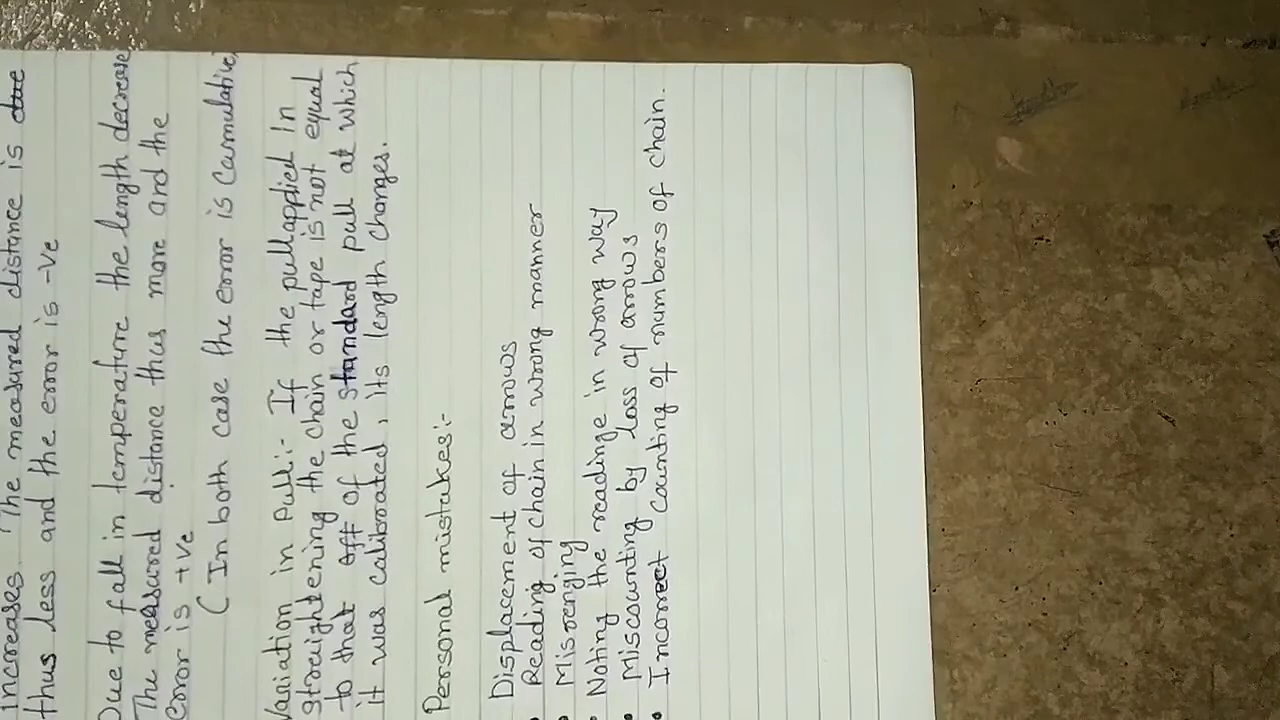 increases. The measured distance is
thus less and the error is -ve
Due to fall in temperature the length decrease
The measured distance thus more and the
error is +ve
( In both case the error is Camulative
Variation in Pull:- If the pull applied in
straightening the chain or tape is not equal
to that off of the standard pull at which
it was calibrated, its length changes.
Personal mistakes:-
Displacement of arrows
• Reading of chain in wrong manner
• Misrenging
• Noting the readinge in wrong way
• Miscounting by loss of arrows
• Incorrect counting of numbers of chain.